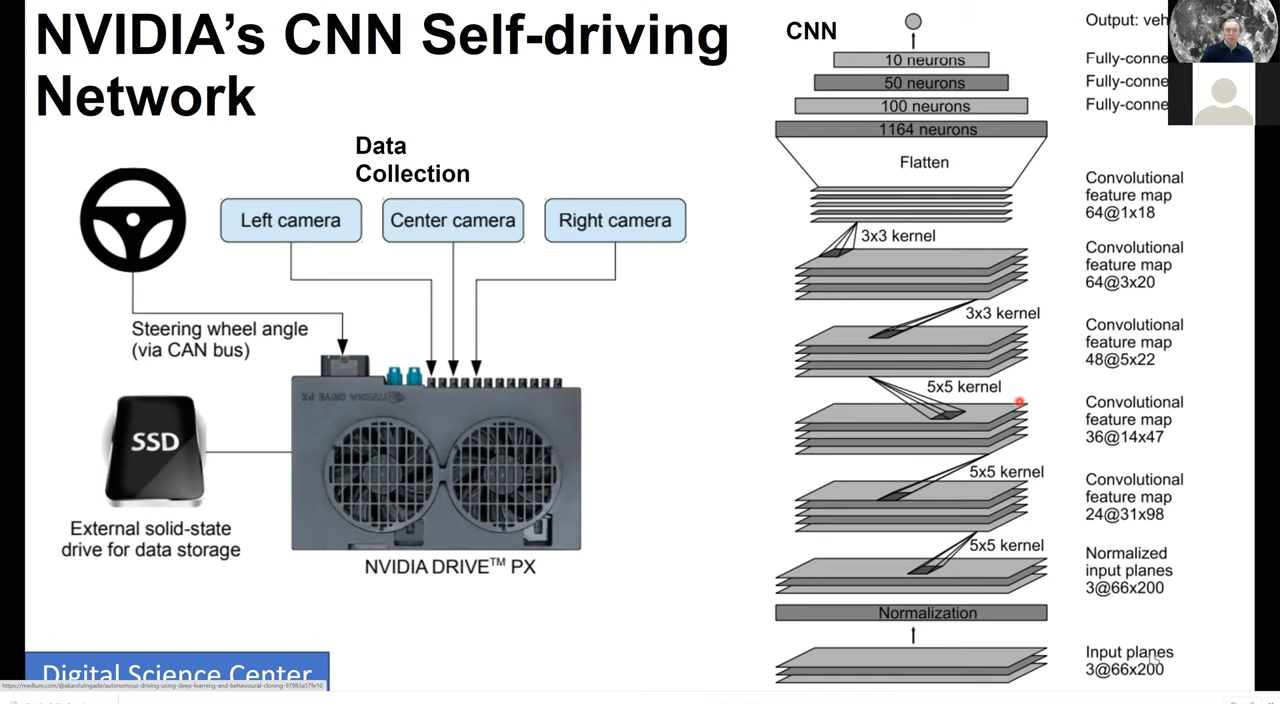 NVIDIA's CNN Self-driving
Network
Data
Collection
Left camera
Center camera
Right camera
Steering wheel angle
(via CAN bus)
NVIDIA DRIVE PX
SSD
External solid-state
drive for data storage
NVIDIA DRIVE™ PX
Digital Science Center
CNN
10 neurons
50 neurons
100 neurons
1164 neurons
Flatten
3x3 kernel
3x3 kernel
5x5 kernel
5x5 kernel
5x5 kernel
Normalization
Output: veh
Fully-conne
Fully-conne
Fully-conne
Convolutional
feature map
64@1x18
Convolutional
feature map
64@3x20
Convolutional
feature map
48@5x22
Convolutional
feature map
36@14x47
Convolutional
feature map
24@31x98
Normalized
input planes
3@66x200
Input planes
3@66x200